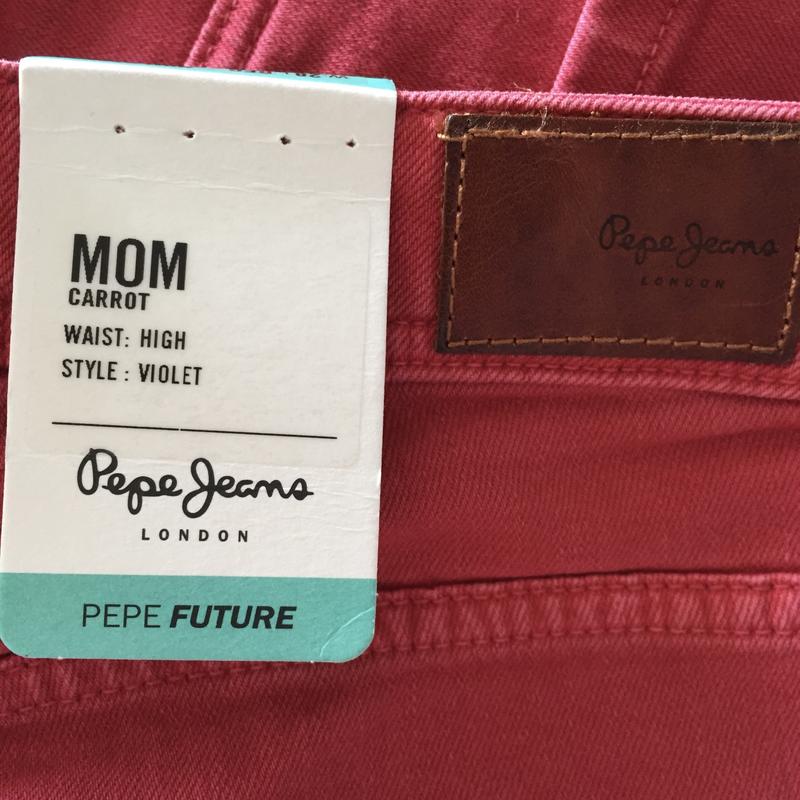 MOM
CARROT
WAIST: HIGH
STYLE : VIOLET
Pepe Jeans
LONDON
PEPE FUTURE
Pepe Jeans
LONDON